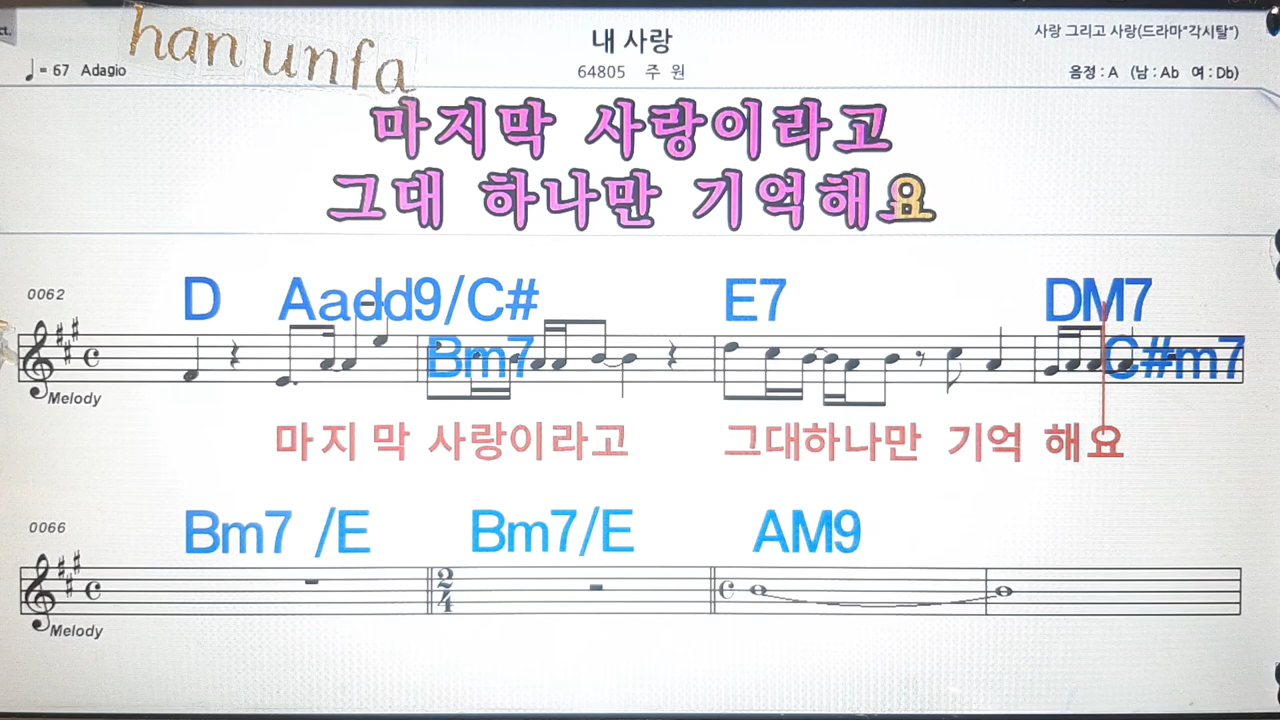 ct.
han unfa
내 사랑
사랑 그리고 사랑(드라마"각시탈")
♩= 67 Adagio
64805 주 원
음정 : A (남 : Ab 여 : Db)
마지막 사랑이라고
그대 하나만 기억해요
0062
D Aadd9/C# E7 DM7
Bm7 C#m7
Melody
마지막 사랑이라고 그대하나만 기억 해요
0066
Bm7 /E Bm7/E AM9
2
4
Melody